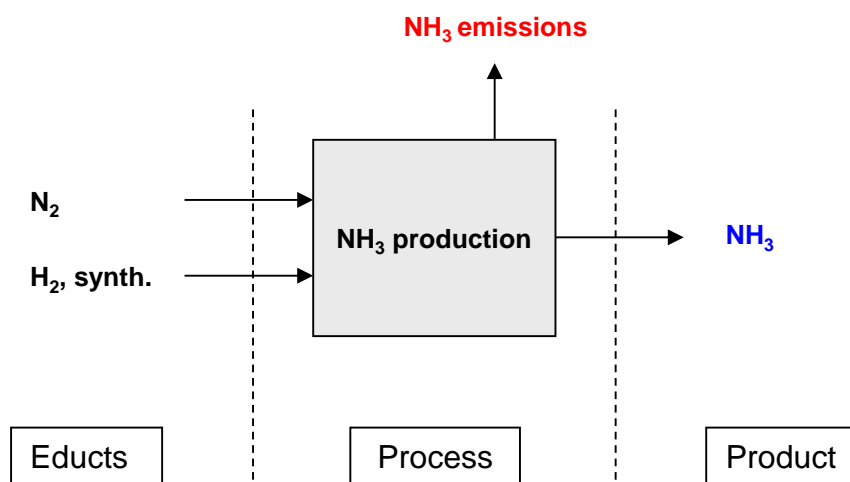 NH₃ emissions
N₂
H₂, synth.
NH₃ production
NH₃
Educts
Process
Product